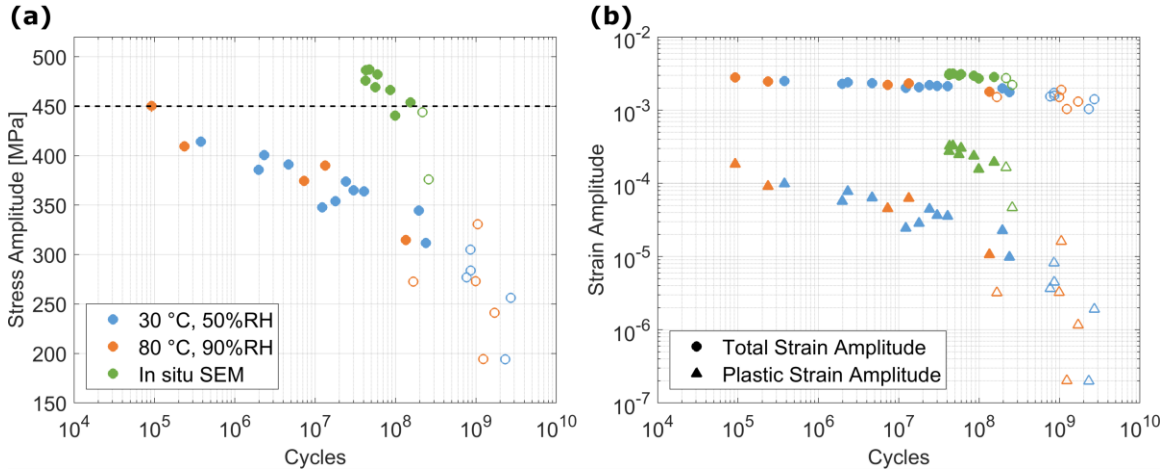 (a)
500
450
400
350
300
250
200
150
Stress Amplitude [MPa]
30 °C, 50%RH
80 °C, 90%RH
In situ SEM
10^4
10^5
10^6
10^7
10^8
10^9
10^10
Cycles
(b)
10^-2
10^-3
10^-4
10^-5
10^-6
10^-7
Strain Amplitude
Total Strain Amplitude
Plastic Strain Amplitude
10^4
10^5
10^6
10^7
10^8
10^9
10^10
Cycles